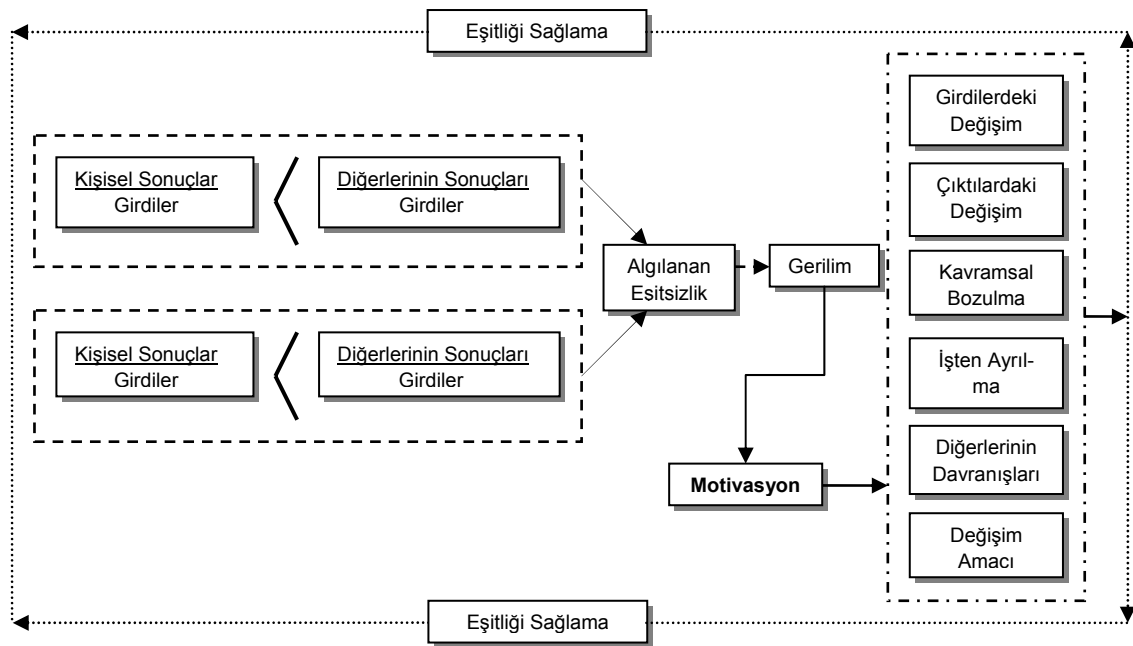 Eşitliği Sağlama
Kişisel Sonuçlar
Girdiler
Diğerlerinin Sonuçları
Girdiler
Kişisel Sonuçlar
Girdiler
Diğerlerinin Sonuçları
Girdiler
Algılanan
Eşitsizlik
Gerilim
Motivasyon
Girdilerdeki
Değişim
Çıktılardaki
Değişim
Kavramsal
Bozulma
İşten Ayrıl-
ma
Diğerlerinin
Davranışları
Değişim
Amacı
Eşitliği Sağlama